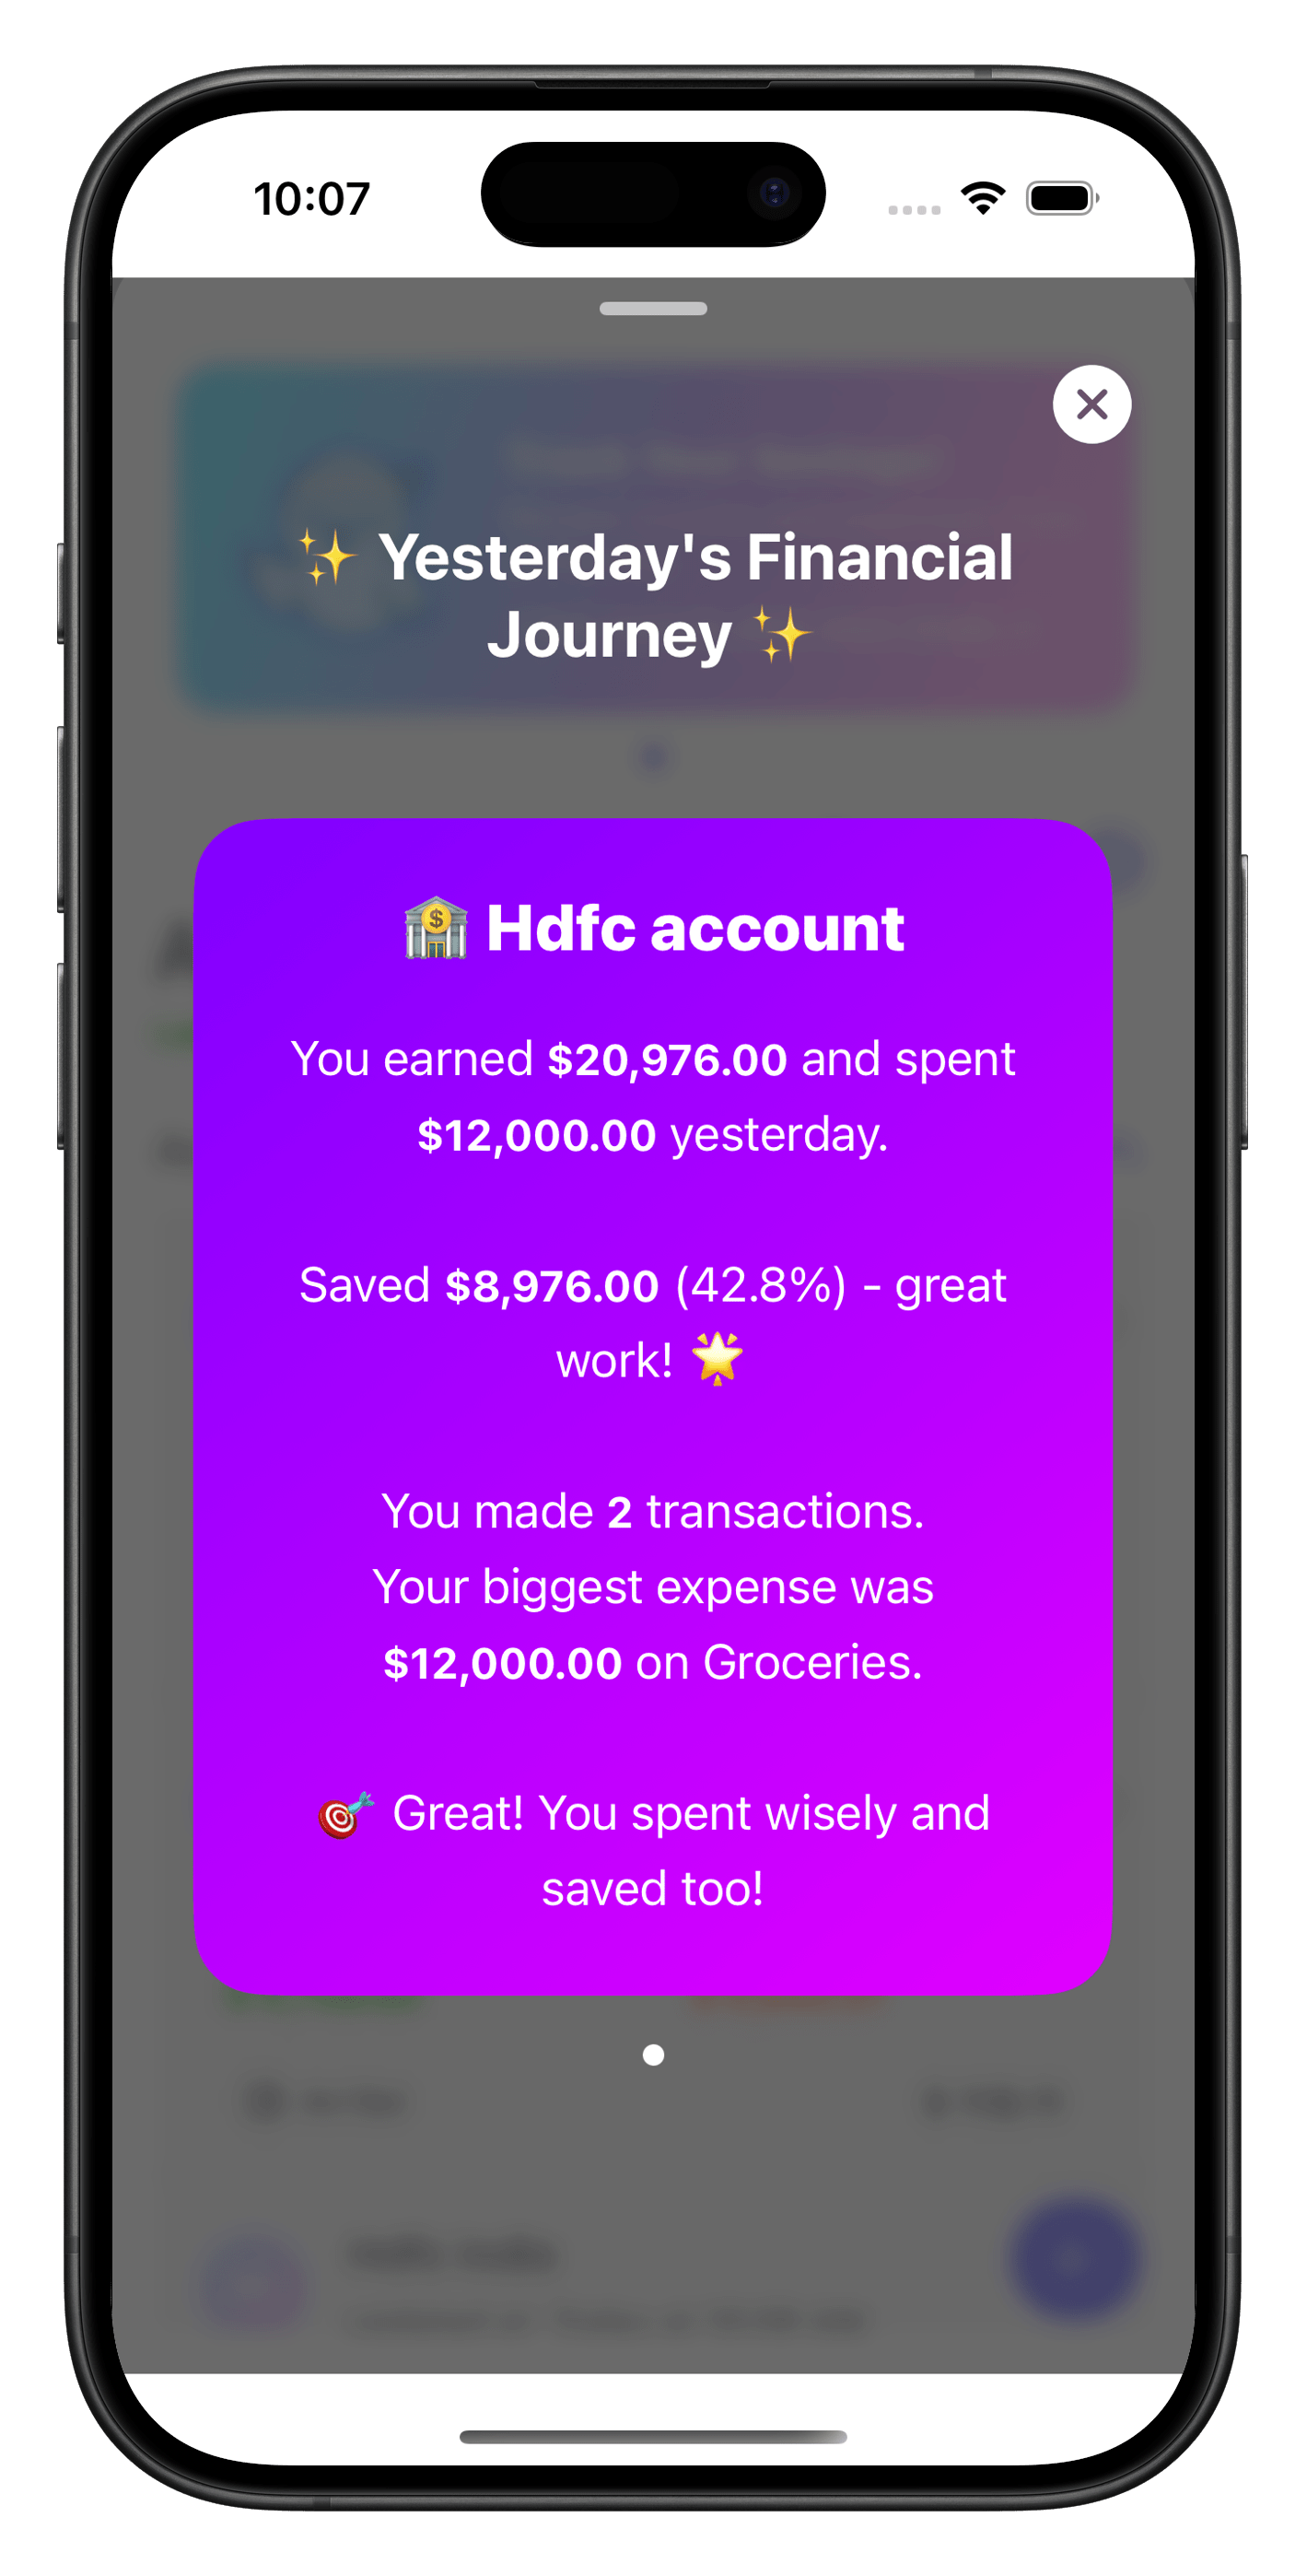 10:07
✨ Yesterday's Financial
Journey ✨
🏦 Hdfc account
You earned $20,976.00 and spent
$12,000.00 yesterday.
Saved $8,976.00 (42.8%) - great
work! 🌟
You made 2 transactions.
Your biggest expense was
$12,000.00 on Groceries.
🎯 Great! You spent wisely and
saved too!